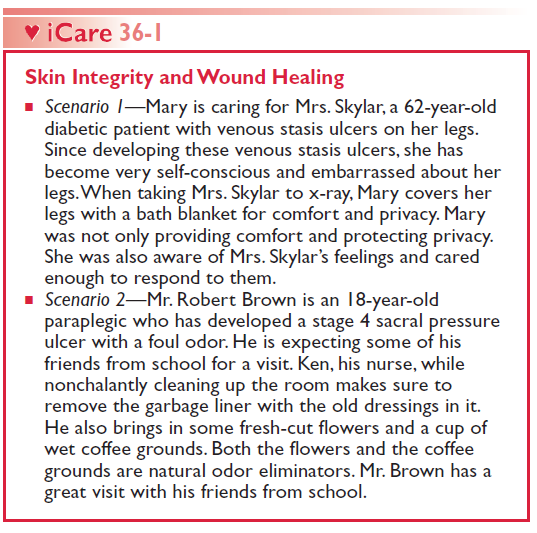 ♥ iCare 36-1
Skin Integrity and Wound Healing
■ Scenario 1—Mary is caring for Mrs. Skylar, a 62-year-old
diabetic patient with venous stasis ulcers on her legs.
Since developing these venous stasis ulcers, she has
become very self-conscious and embarrassed about her
legs. When taking Mrs. Skylar to x-ray, Mary covers her
legs with a bath blanket for comfort and privacy. Mary
was not only providing comfort and protecting privacy.
She was also aware of Mrs. Skylar's feelings and cared
enough to respond to them.
■ Scenario 2—Mr. Robert Brown is an 18-year-old
paraplegic who has developed a stage 4 sacral pressure
ulcer with a foul odor. He is expecting some of his
friends from school for a visit. Ken, his nurse, while
nonchalantly cleaning up the room makes sure to
remove the garbage liner with the old dressings in it.
He also brings in some fresh-cut flowers and a cup of
wet coffee grounds. Both the flowers and the coffee
grounds are natural odor eliminators. Mr. Brown has a
great visit with his friends from school.